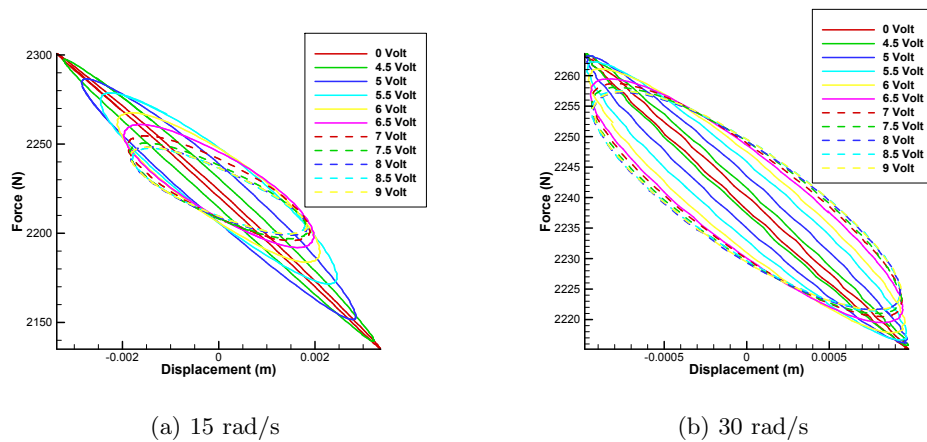 2300
2250
2200
2150
Force (N)
-0.002
0
0.002
Displacement (m)
0 Volt
4.5 Volt
5 Volt
5.5 Volt
6 Volt
6.5 Volt
7 Volt
7.5 Volt
8 Volt
8.5 Volt
9 Volt
(a) 15 rad/s
2260
2255
2250
2245
2240
2235
2230
2225
2220
Force (N)
-0.0005
0
0.0005
Displacement (m)
0 Volt
4.5 Volt
5 Volt
5.5 Volt
6 Volt
6.5 Volt
7 Volt
7.5 Volt
8 Volt
8.5 Volt
9 Volt
(b) 30 rad/s